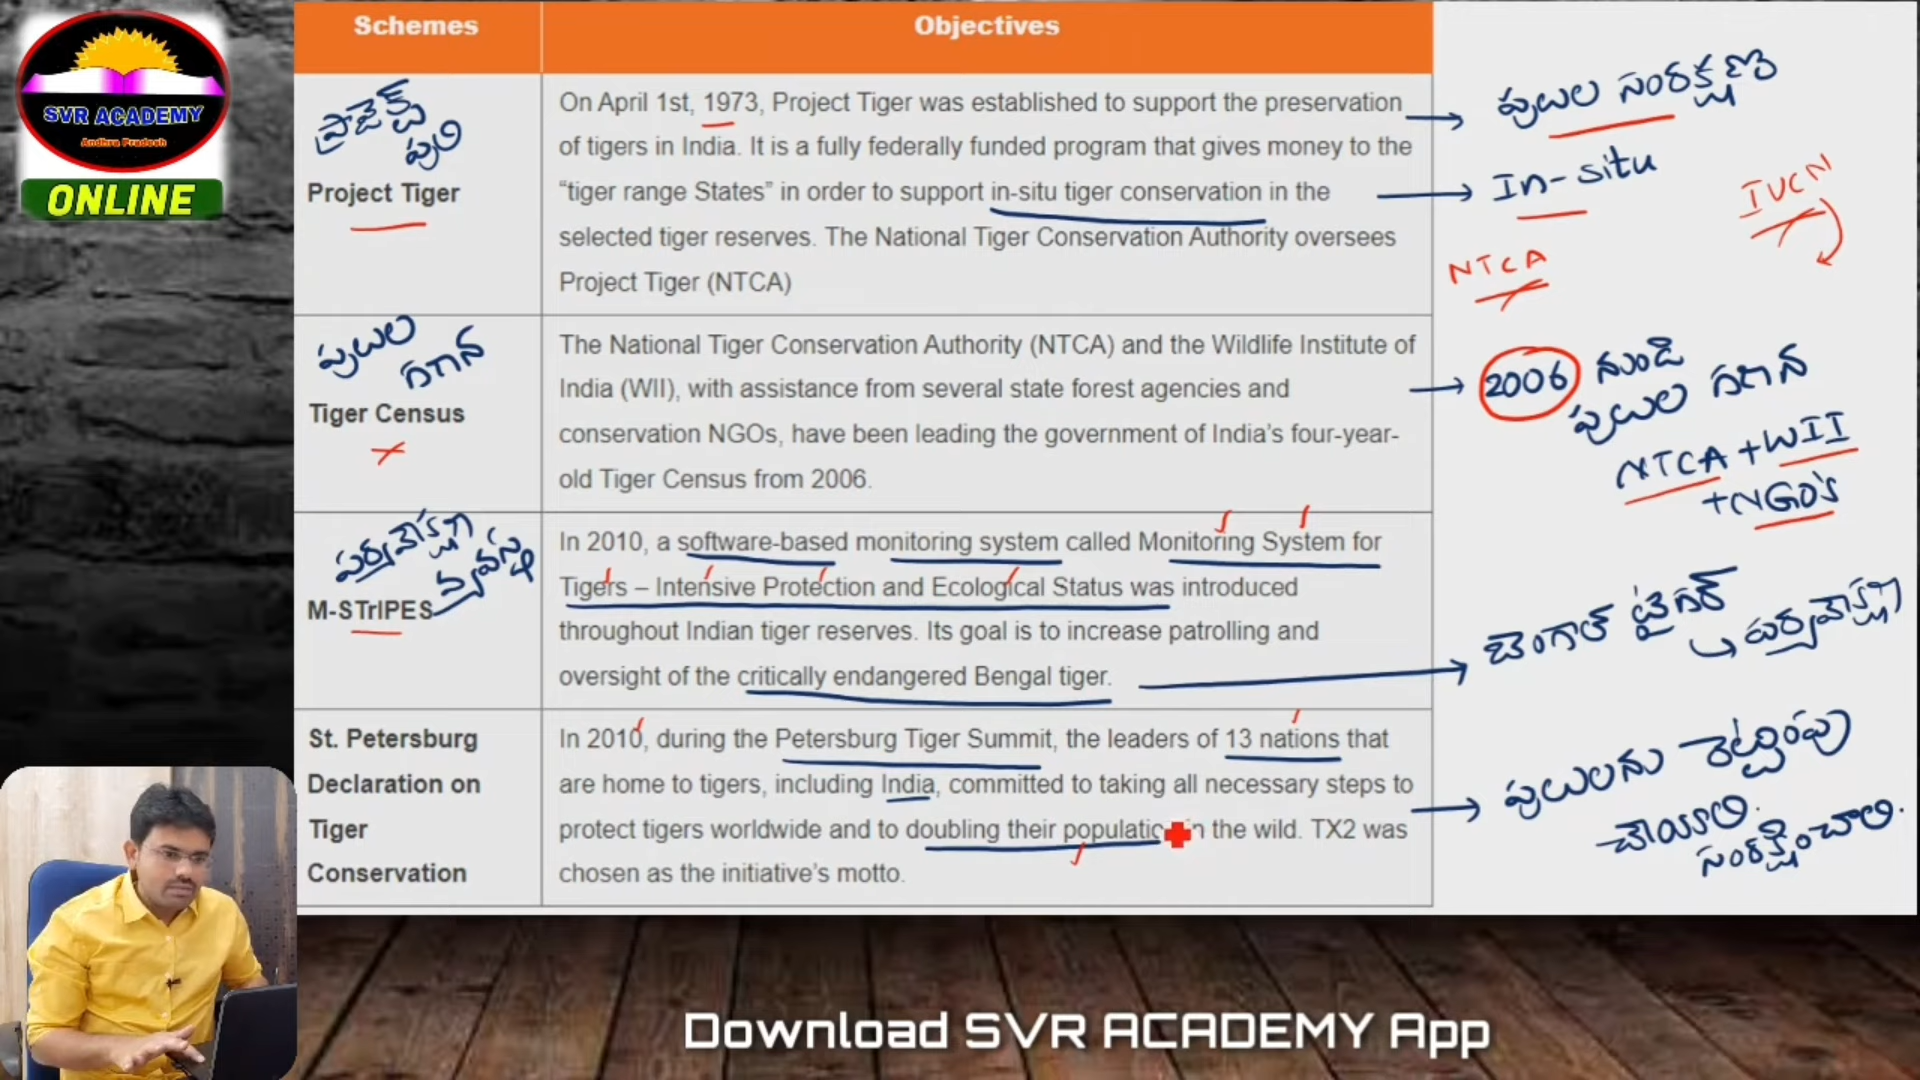 SVR ACADEMY
Andhra Pradesh
ONLINE
Schemes
Objectives
ప్రాజెక్ట్
పులి
Project Tiger
On April 1st, 1973, Project Tiger was established to support the preservation
of tigers in India. It is a fully federally funded program that gives money to the
“tiger range States” in order to support in-situ tiger conservation in the
selected tiger reserves. The National Tiger Conservation Authority oversees
Project Tiger (NTCA)
పులుల సంరక్షణ
In-situ
IUCN
NTCA
పులుల
గణన
Tiger Census
The National Tiger Conservation Authority (NTCA) and the Wildlife Institute of
India (WII), with assistance from several state forest agencies and
conservation NGOs, have been leading the government of India’s four-year-
old Tiger Census from 2006.
2006 నుండి
పులుల గణన
NTCA + WII
+ NGO's
పర్యవేక్షణ
వ్యవస్థ
M-STrIPES
In 2010, a software-based monitoring system called Monitoring System for
Tigers – Intensive Protection and Ecological Status was introduced
throughout Indian tiger reserves. Its goal is to increase patrolling and
oversight of the critically endangered Bengal tiger.
బెంగాల్ టైగర్
పర్యవేక్షణ
St. Petersburg
Declaration on
Tiger
Conservation
In 2010, during the Petersburg Tiger Summit, the leaders of 13 nations that
are home to tigers, including India, committed to taking all necessary steps to
protect tigers worldwide and to doubling their population in the wild. TX2 was
chosen as the initiative’s motto.
పులులను రెట్టింపు
చేయాలి.
సంరక్షించాలి.
Download SVR ACADEMY App